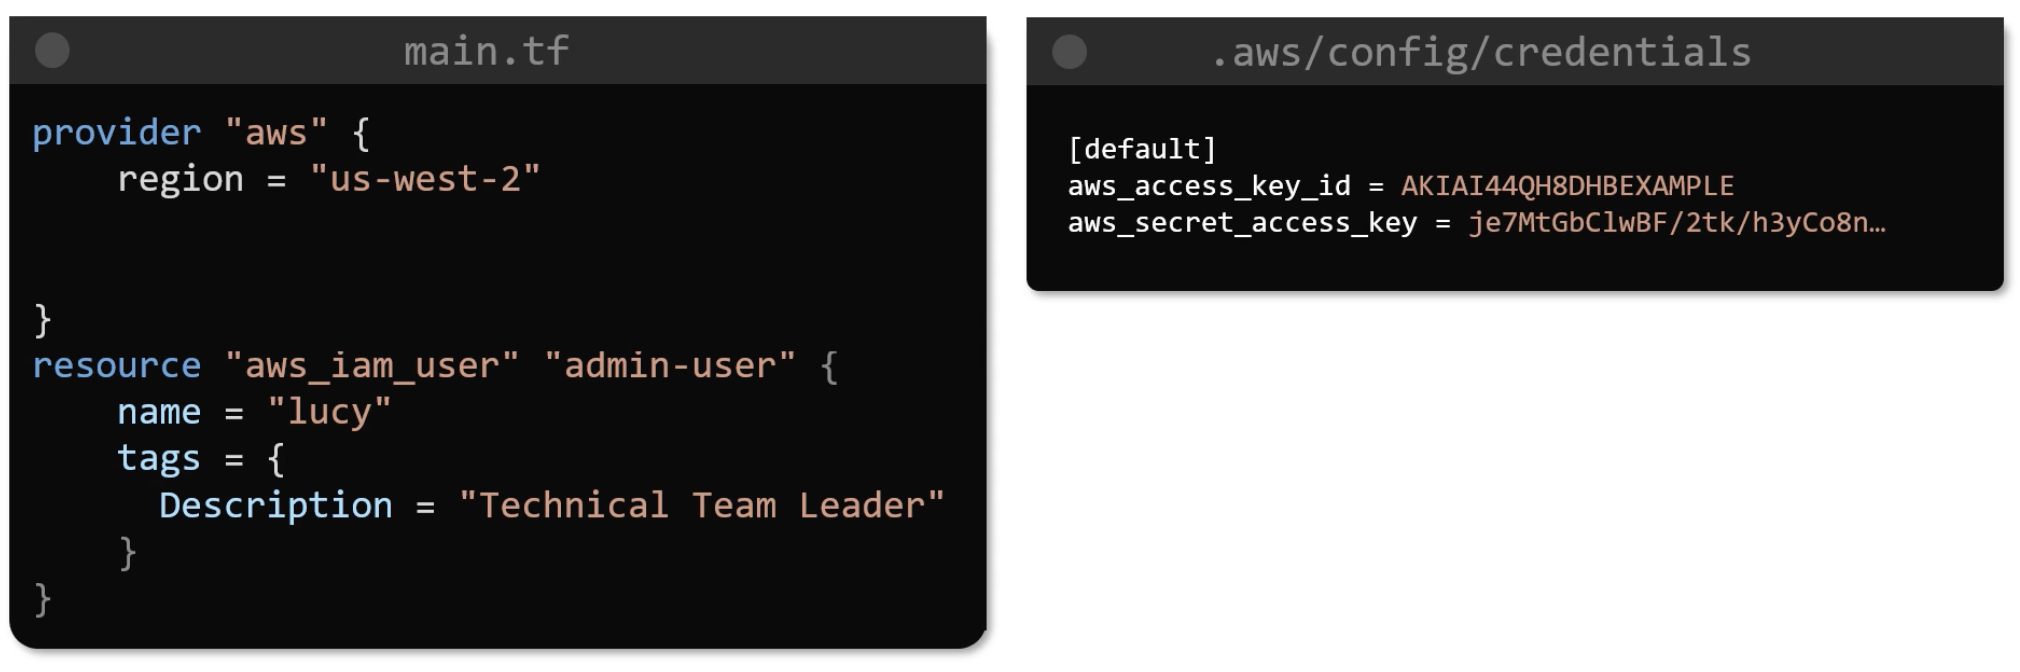 main.tf
provider "aws" {
    region = "us-west-2"
}
resource "aws_iam_user" "admin-user" {
    name = "lucy"
    tags = {
      Description = "Technical Team Leader"
    }
}
.aws/config/credentials
[default]
aws_access_key_id = AKIAI44QH8DHBEXAMPLE
aws_secret_access_key = je7MtGbClwBF/2tk/h3yCo8n…